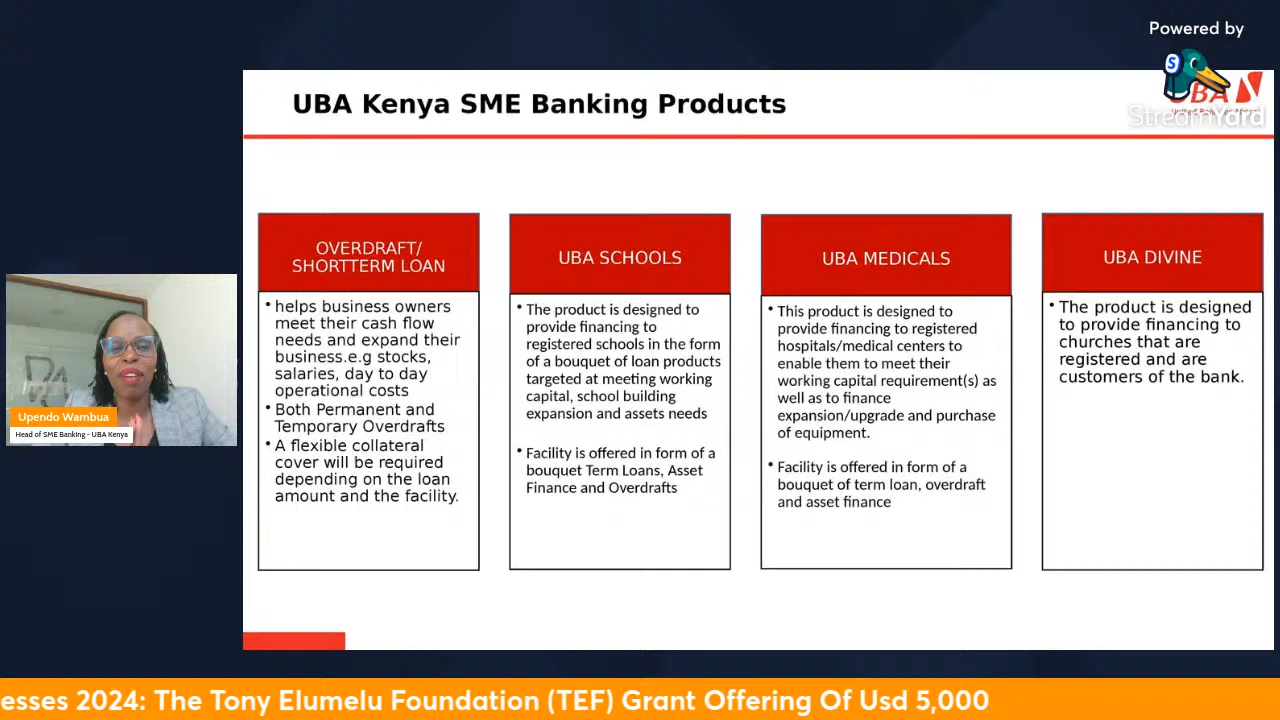 Powered by
StreamYard
UBA Kenya SME Banking Products
UBA
OVERDRAFT/
SHORTTERM LOAN
• helps business owners
meet their cash flow
needs and expand their
business.e.g stocks,
salaries, day to day
operational costs
• Both Permanent and
Temporary Overdrafts
• A flexible collateral
cover will be required
depending on the loan
amount and the facility.
UBA SCHOOLS
• The product is designed to
provide financing to
registered schools in the form
of a bouquet of loan products
targeted at meeting working
capital, school building
expansion and assets needs
• Facility is offered in form of a
bouquet Term Loans, Asset
Finance and Overdrafts
UBA MEDICALS
• This product is designed to
provide financing to registered
hospitals/medical centers to
enable them to meet their
working capital requirement(s) as
well as to finance
expansion/upgrade and purchase
of equipment.
• Facility is offered in form of a
bouquet of term loan, overdraft
and asset finance
UBA DIVINE
• The product is designed
to provide financing to
churches that are
registered and are
customers of the bank.
Upendo Wambua
Head of SME Banking - UBA Kenya
esses 2024: The Tony Elumelu Foundation (TEF) Grant Offering Of Usd 5,000